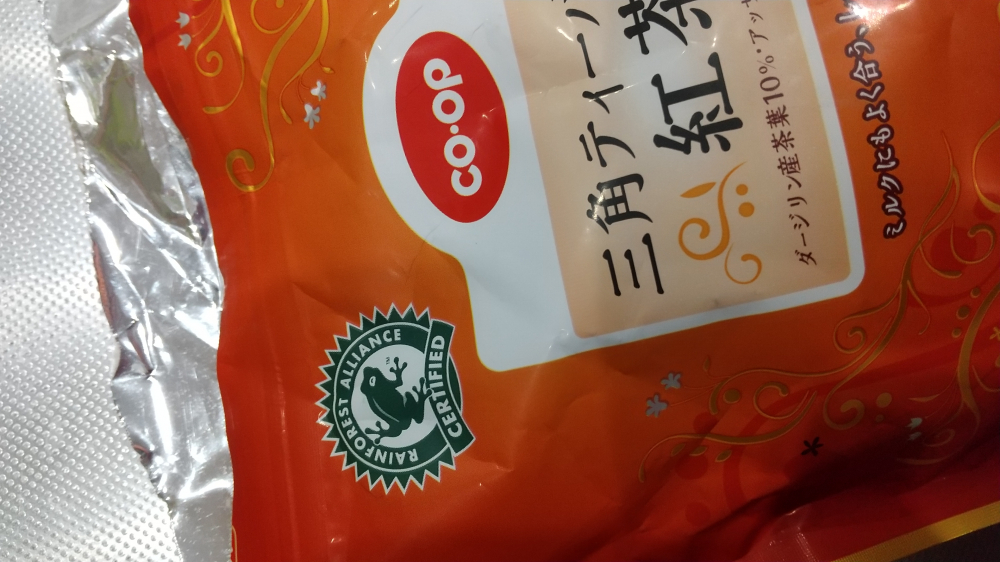 CO·OP
三角ティー
紅茶
ダージリン産茶葉10%・アッ
ミルクにもよく合う、
RAINFOREST ALLIANCE
TM
CERTIFIED